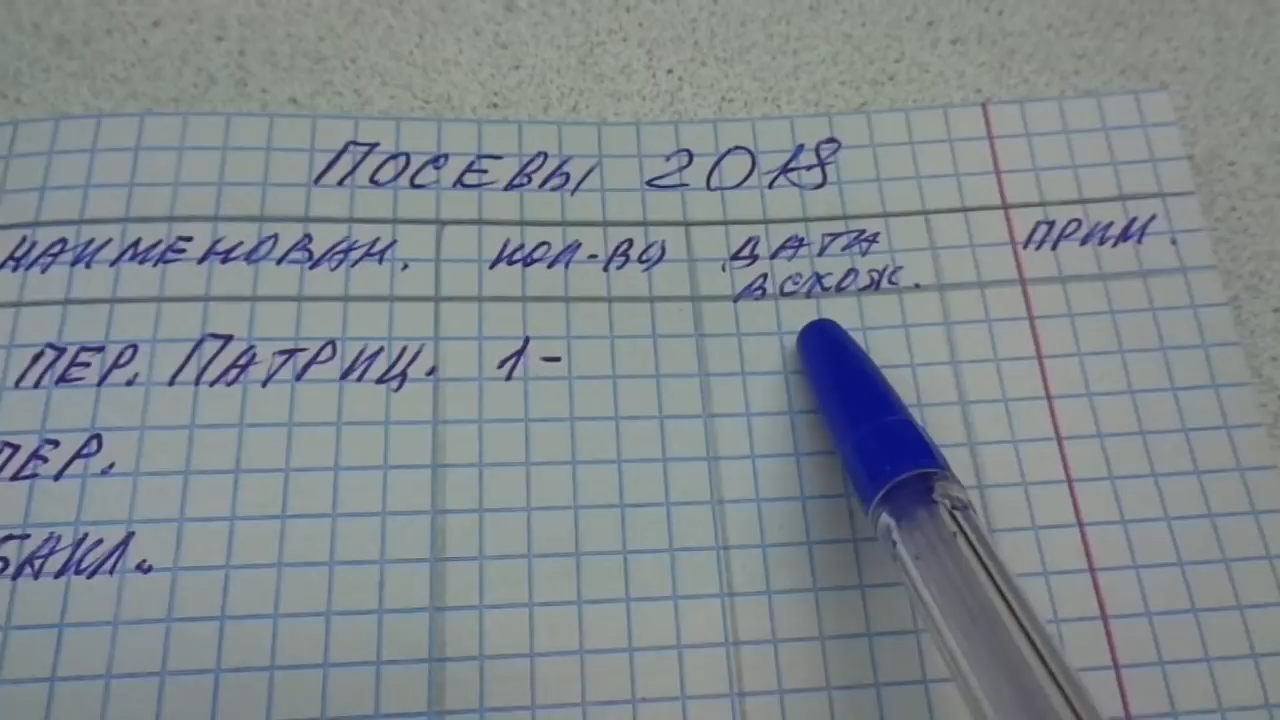 ПОСЕВЫ 2018
НАИМЕНОВАН. КОЛ-ВО ДАТА ВСХОЖ. ПРИМ.
ПЕР. ПАТРИЦ. 1-
ПЕР.
БАКЛ.